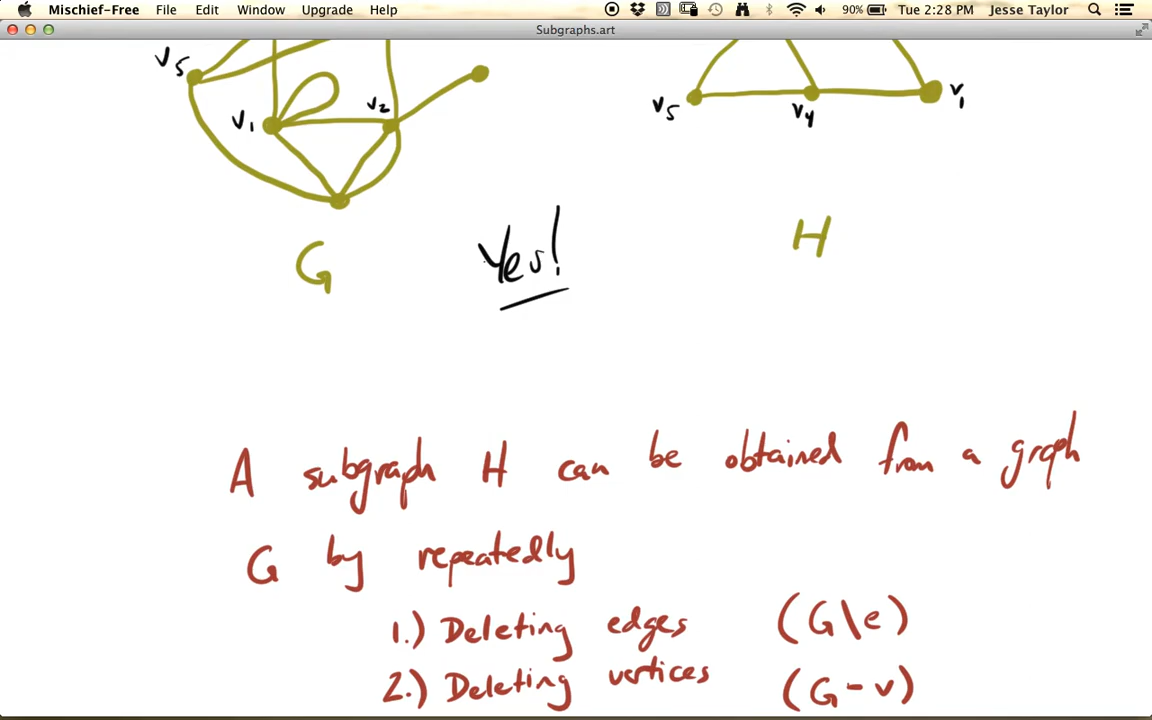 Mischief-Free File Edit Window Upgrade Help 90% Tue 2:28 PM Jesse Taylor
Subgraphs.art
v5
v1
v2
v5
v4
v1
G
Yes!
H
A subgraph H can be obtained from a graph
G by repeatedly
1.) Deleting edges (G\e)
2.) Deleting vertices (G-v)